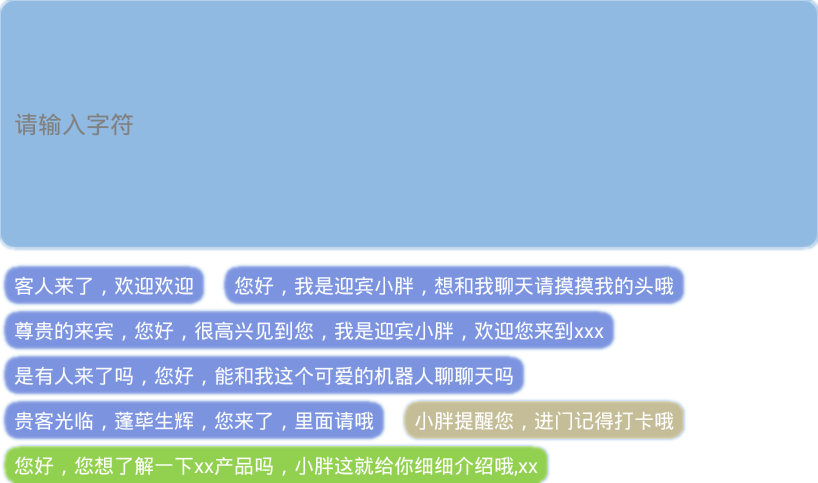 请输入字符
客人来了，欢迎欢迎 您好，我是迎宾小胖，想和我聊天请摸摸我的头哦
尊贵的来宾，您好，很高兴见到您，我是迎宾小胖，欢迎您来到xxx
是有人来了吗，您好，能和我这个可爱的机器人聊聊天吗
贵客光临，蓬荜生辉，您来了，里面请哦 小胖提醒您，进门记得打卡哦
您好，您想了解一下xx产品吗，小胖这就给你细细介绍哦,xx